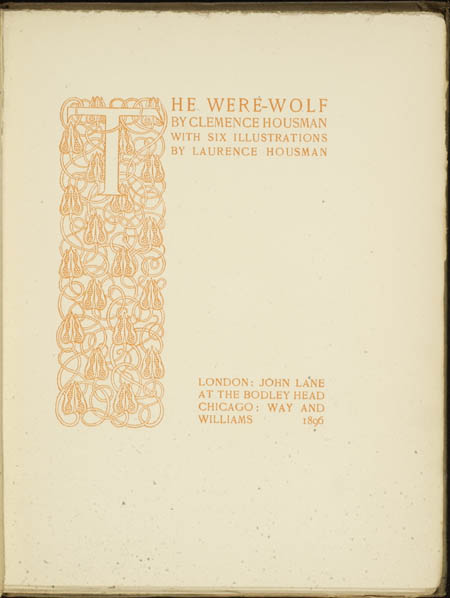 THE WERE-WOLF
BY CLEMENCE HOUSMAN
WITH SIX ILLUSTRATIONS
BY LAURENCE HOUSMAN
LONDON: JOHN LANE
AT THE BODLEY HEAD
CHICAGO: WAY AND
WILLIAMS 1896